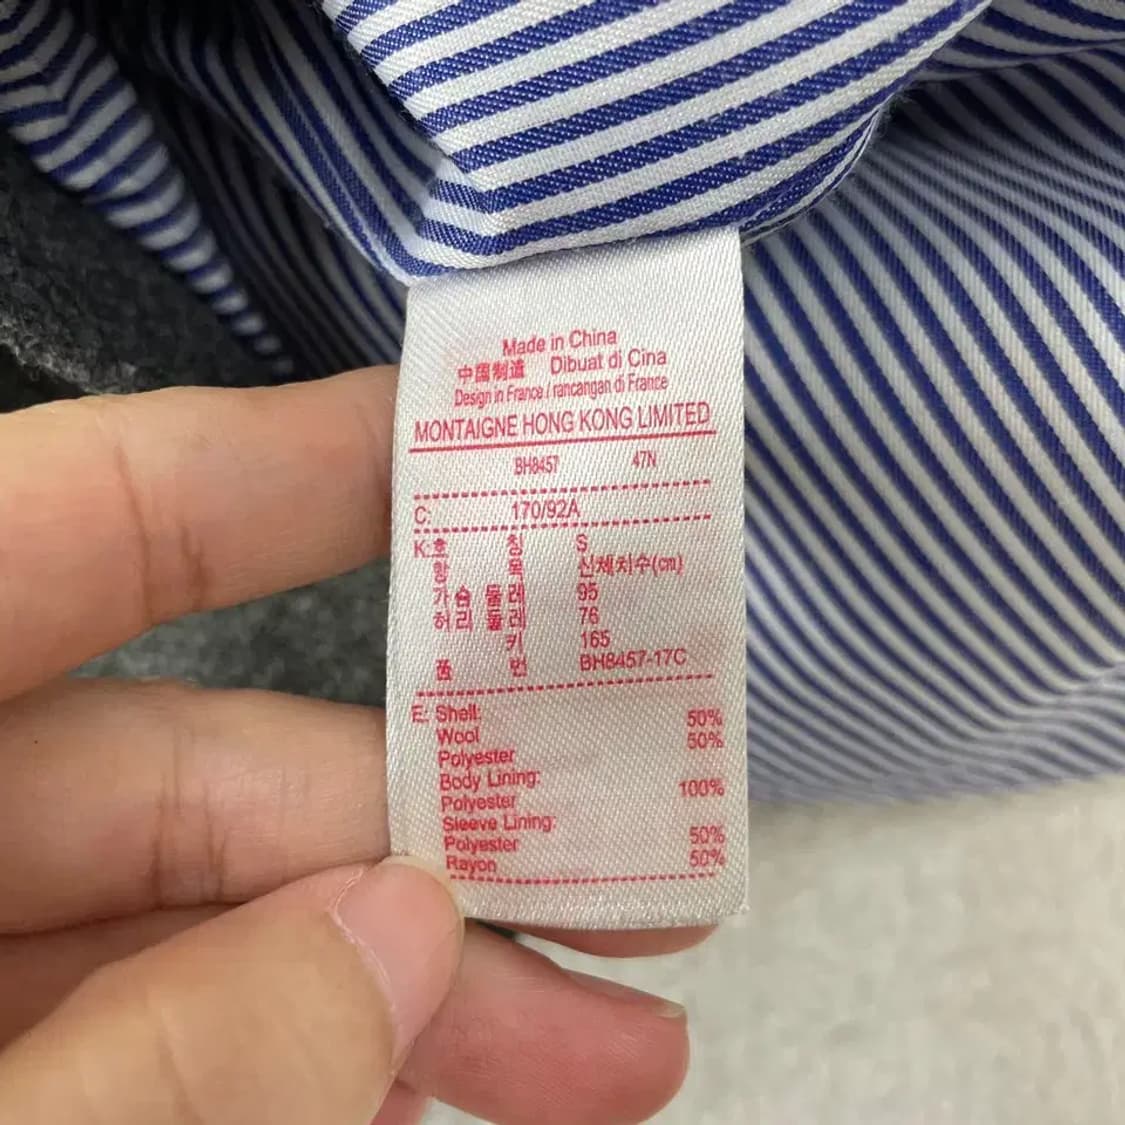 Made in China
中国制造 Dibuat di Cina
Design in France / rancangan di France
MONTAIGNE HONG KONG LIMITED
BH8457 47N
C: 170/92A
K: 호 칭 S
항 목 신체치수(cm)
가 슴 둘 레 95
허 리 둘 레 76
키 165
품 번 BH8457-17C
E: Shell:
Wool 50%
Polyester 50%
Body Lining:
Polyester 100%
Sleeve Lining:
Polyester 50%
Rayon 50%